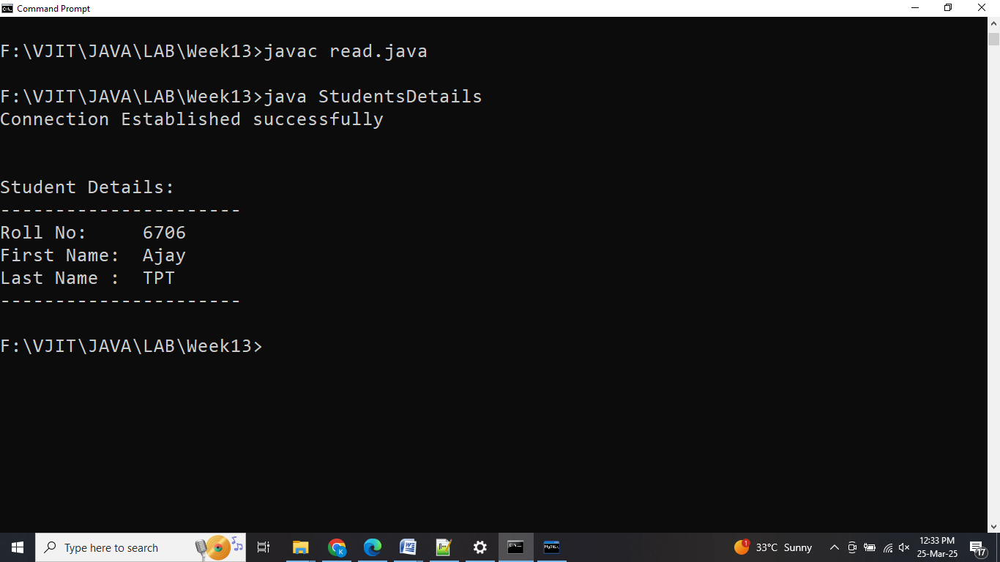 Command Prompt
F:\VJIT\JAVA\LAB\Week13>javac read.java
F:\VJIT\JAVA\LAB\Week13>java StudentsDetails
Connection Established successfully
Student Details:
----------------------
Roll No:     6706
First Name:  Ajay
Last Name :  TPT
----------------------
F:\VJIT\JAVA\LAB\Week13>
Type here to search
33°C Sunny
12:33 PM
25-Mar-25
17